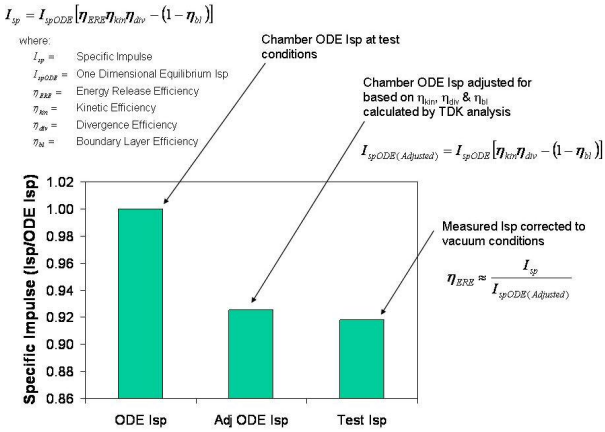 I_sp = I_spODE [η_ERE η_kin η_div − (1 − η_bl)]
where:
I_sp = Specific Impulse
I_spODE = One Dimensional Equilibrium Isp
η_ERE = Energy Release Efficiency
η_kin = Kinetic Efficiency
η_div = Divergence Efficiency
η_bl = Boundary Layer Efficiency
Chamber ODE Isp at test
conditions
Chamber ODE Isp adjusted for
based on η_kin, η_div & η_bl
calculated by TDK analysis
I_spODE(Adjusted) = I_spODE [η_kin η_div − (1 − η_bl)]
Measured Isp corrected to
vacuum conditions
η_ERE ≈ I_sp / I_spODE(Adjusted)
Specific Impulse (Isp/ODE Isp)
1.02
1.00
0.98
0.96
0.94
0.92
0.90
0.88
0.86
ODE Isp
Adj ODE Isp
Test Isp